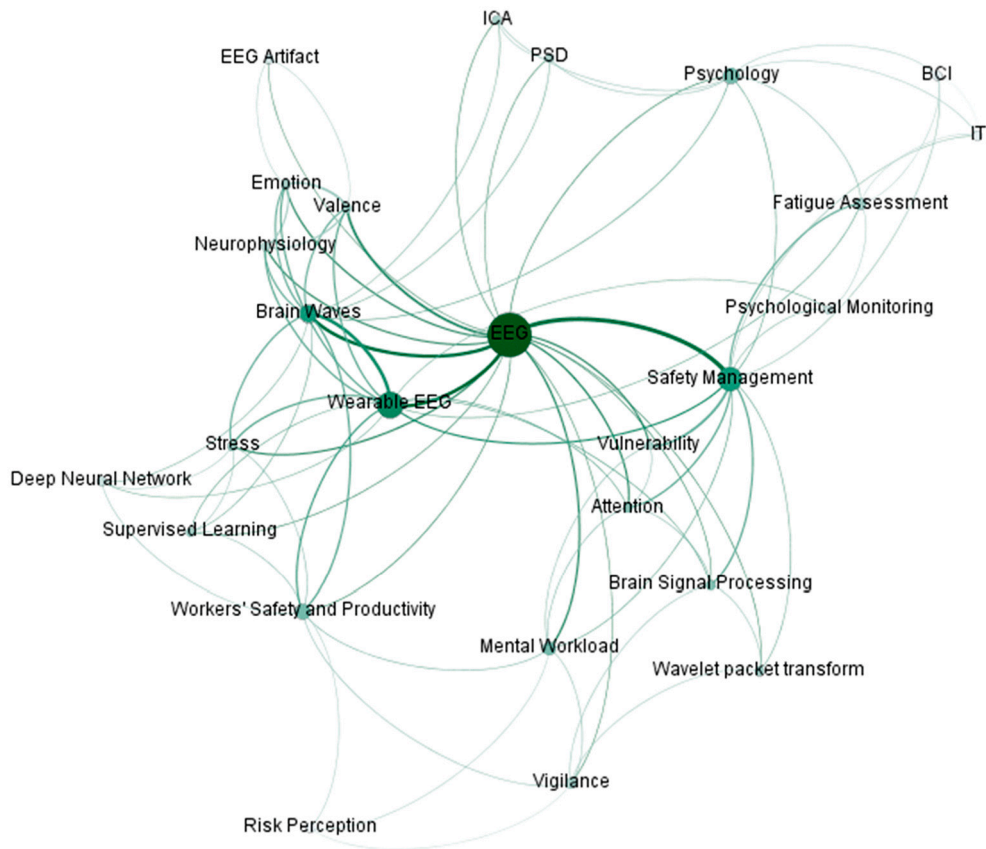 ICA
EEG Artifact
PSD
Psychology
BCI
IT
Emotion
Valence
Fatigue Assessment
Neurophysiology
Brain Waves
EEG
Psychological Monitoring
Wearable EEG
Safety Management
Stress
Vulnerability
Deep Neural Network
Attention
Supervised Learning
Brain Signal Processing
Workers' Safety and Productivity
Mental Workload
Wavelet packet transform
Vigilance
Risk Perception